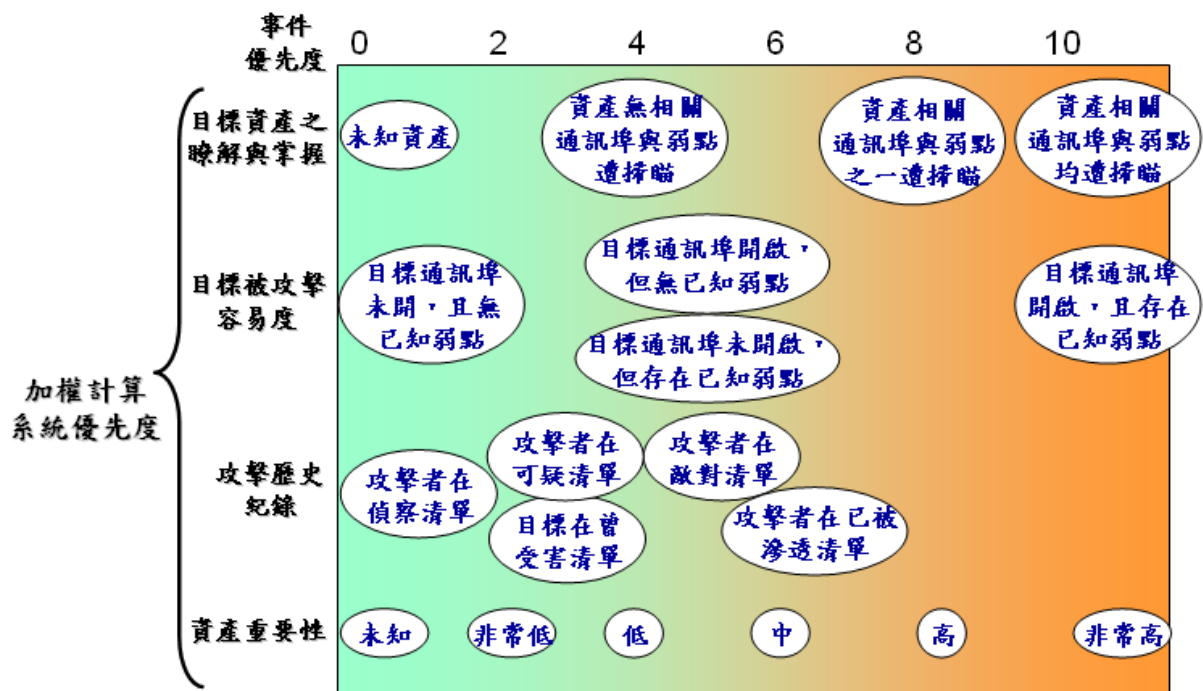 事件
優先度
0 2 4 6 8 10
目標資產之
瞭解與掌握
未知資產
資產無相關
通訊埠與弱點
遭掃瞄
資產相關
通訊埠與弱點
之一遭掃瞄
資產相關
通訊埠與弱點
均遭掃瞄
目標被攻擊
容易度
目標通訊埠
未開，且無
已知弱點
目標通訊埠開啟，
但無已知弱點
目標通訊埠未開啟，
但存在已知弱點
目標通訊埠
開啟，且存在
已知弱點
加權計算
系統優先度
攻擊歷史
紀錄
攻擊者在
偵察清單
攻擊者在
可疑清單
目標在曾
受害清單
攻擊者在
敵對清單
攻擊者在已被
滲透清單
資產重要性
未知
非常低
低
中
高
非常高